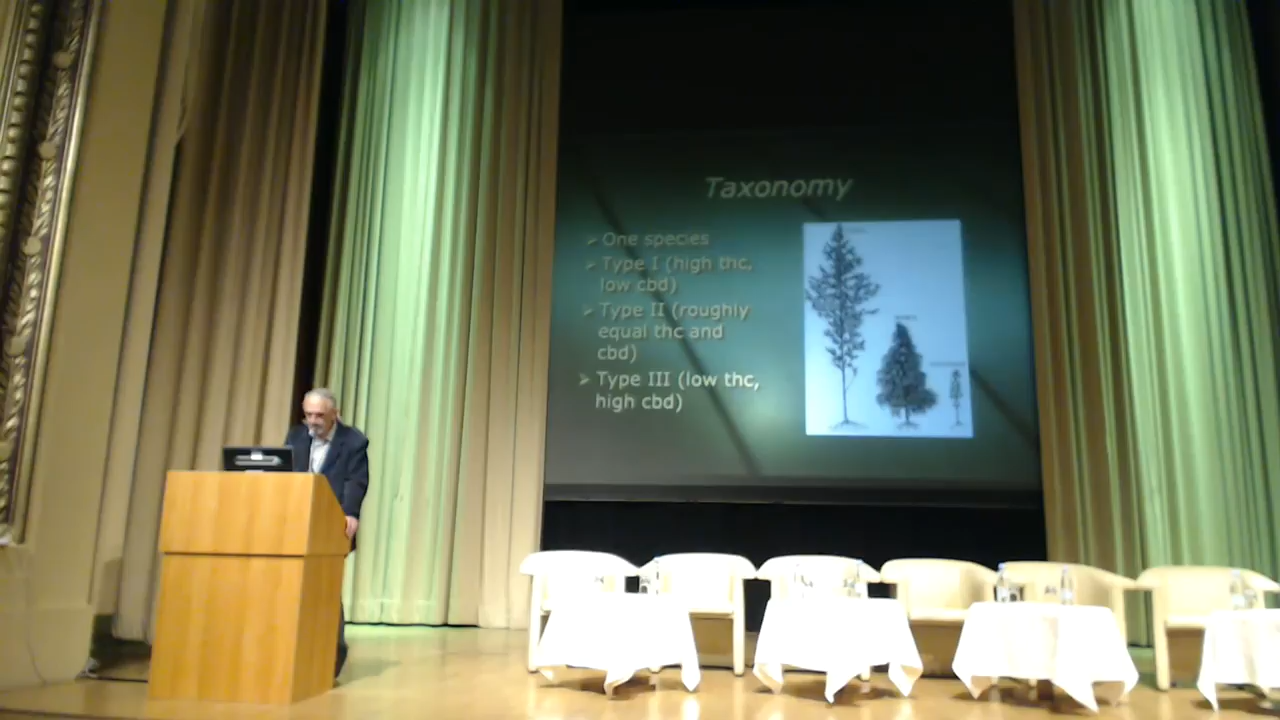 Taxonomy
➢ One species
➢ Type I (high thc,
low cbd)
➢ Type II (roughly
equal thc and
cbd)
➢ Type III (low thc,
high cbd)